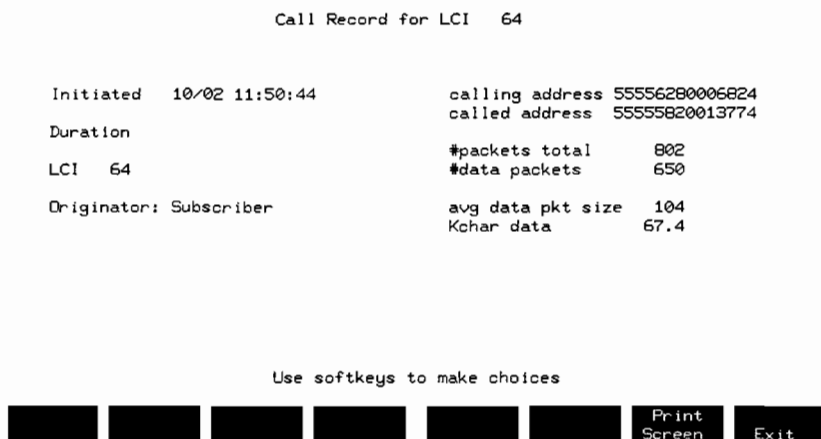 Call Record for LCI 64
Initiated 10/02 11:50:44
Duration
LCI 64
Originator: Subscriber
calling address 55556280006824
called address 55555820013774
#packets total 802
#data packets 650
avg data pkt size 104
Kchar data 67.4
Use softkeys to make choices
Print
Screen
Exit